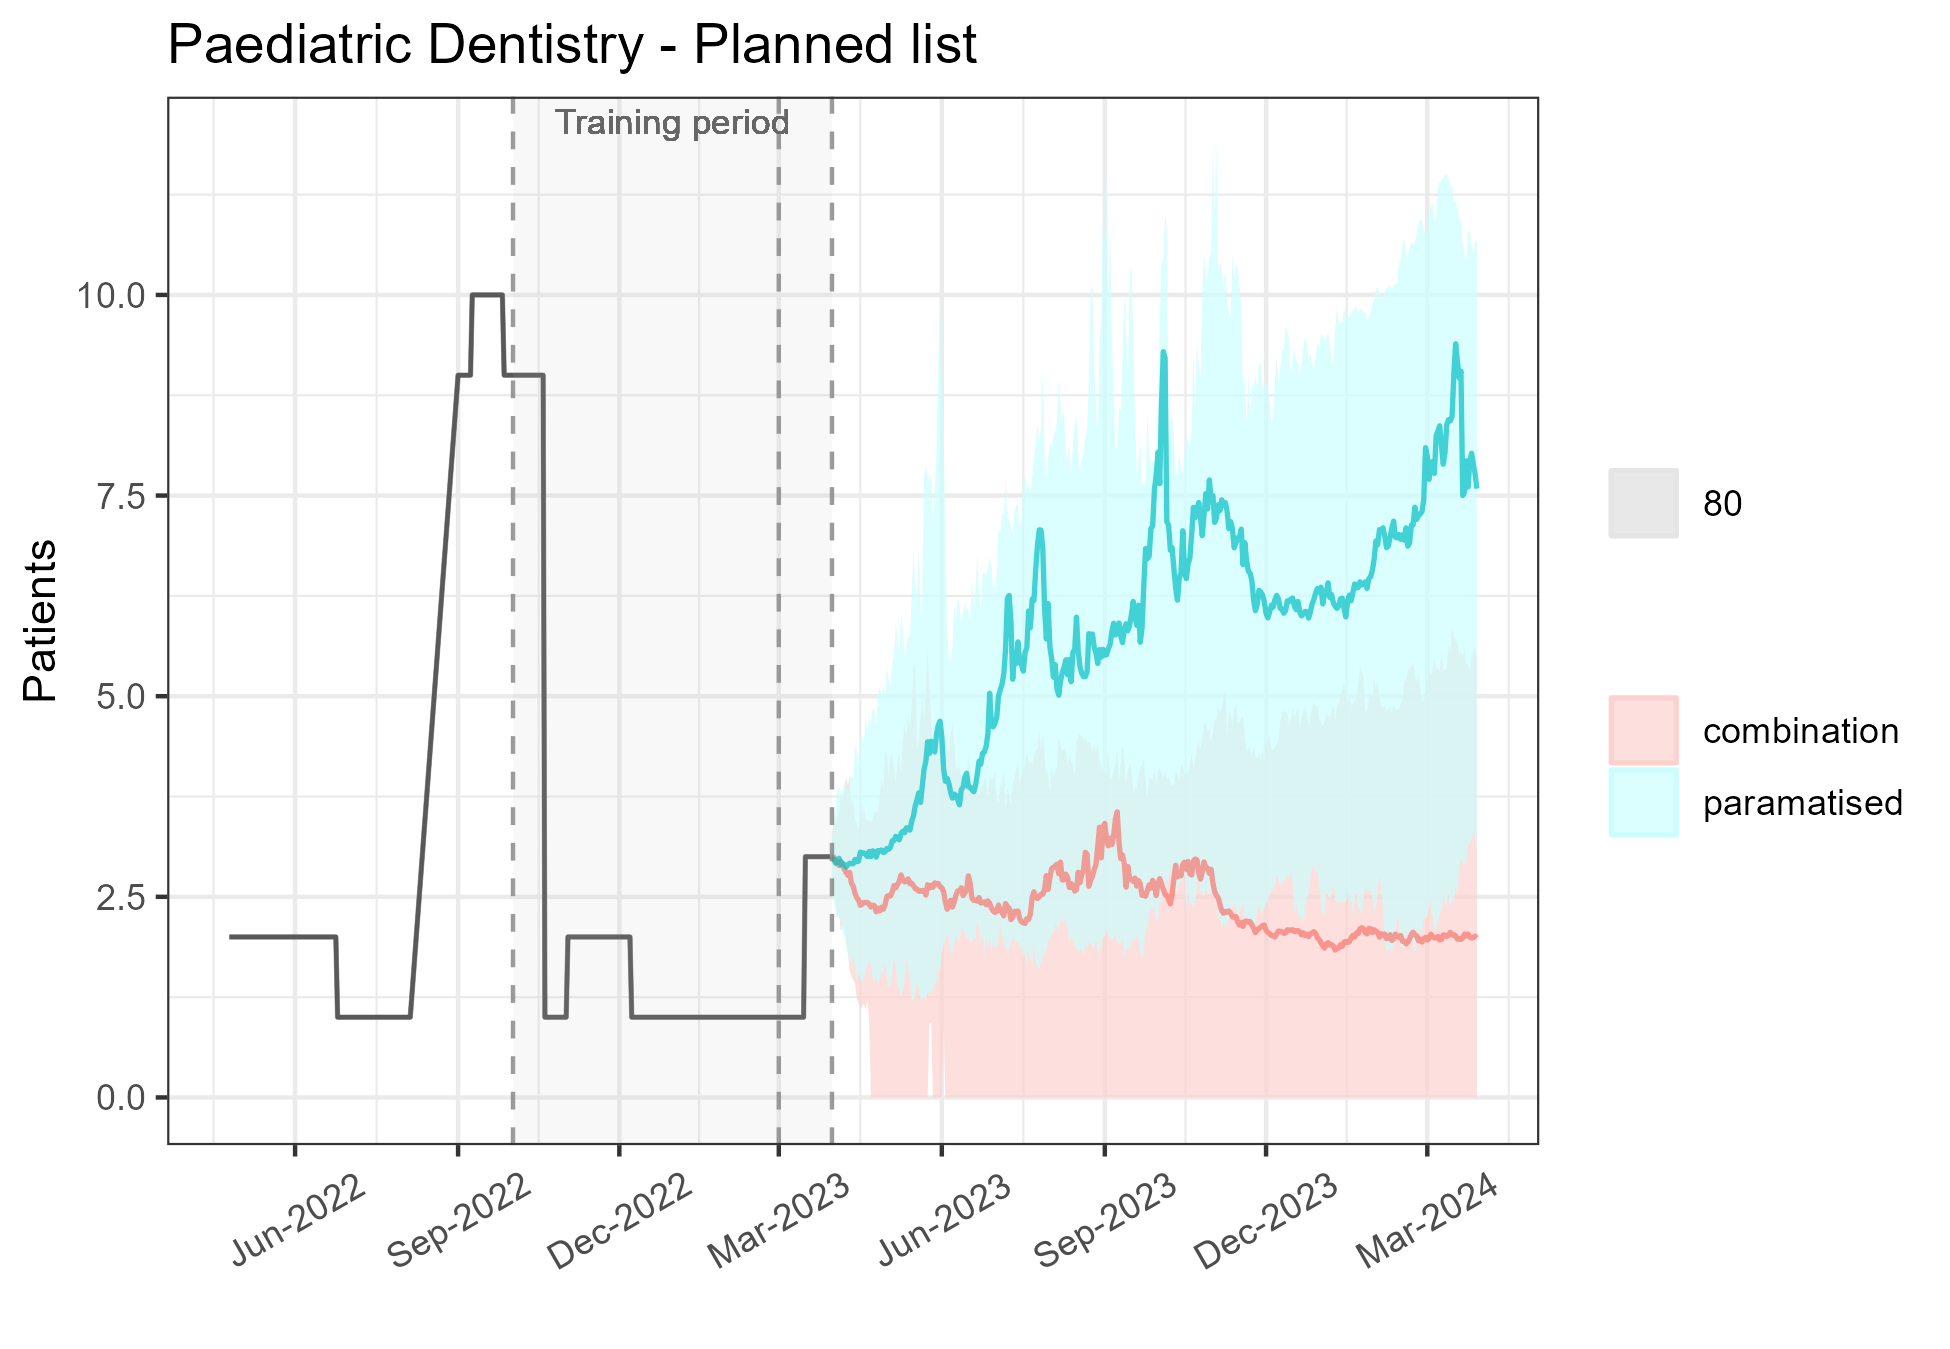 Paediatric Dentistry - Planned list
Training period
Patients
10.0
7.5
5.0
2.5
0.0
Jun-2022
Sep-2022
Dec-2022
Mar-2023
Jun-2023
Sep-2023
Dec-2023
Mar-2024
80
combination
paramatised